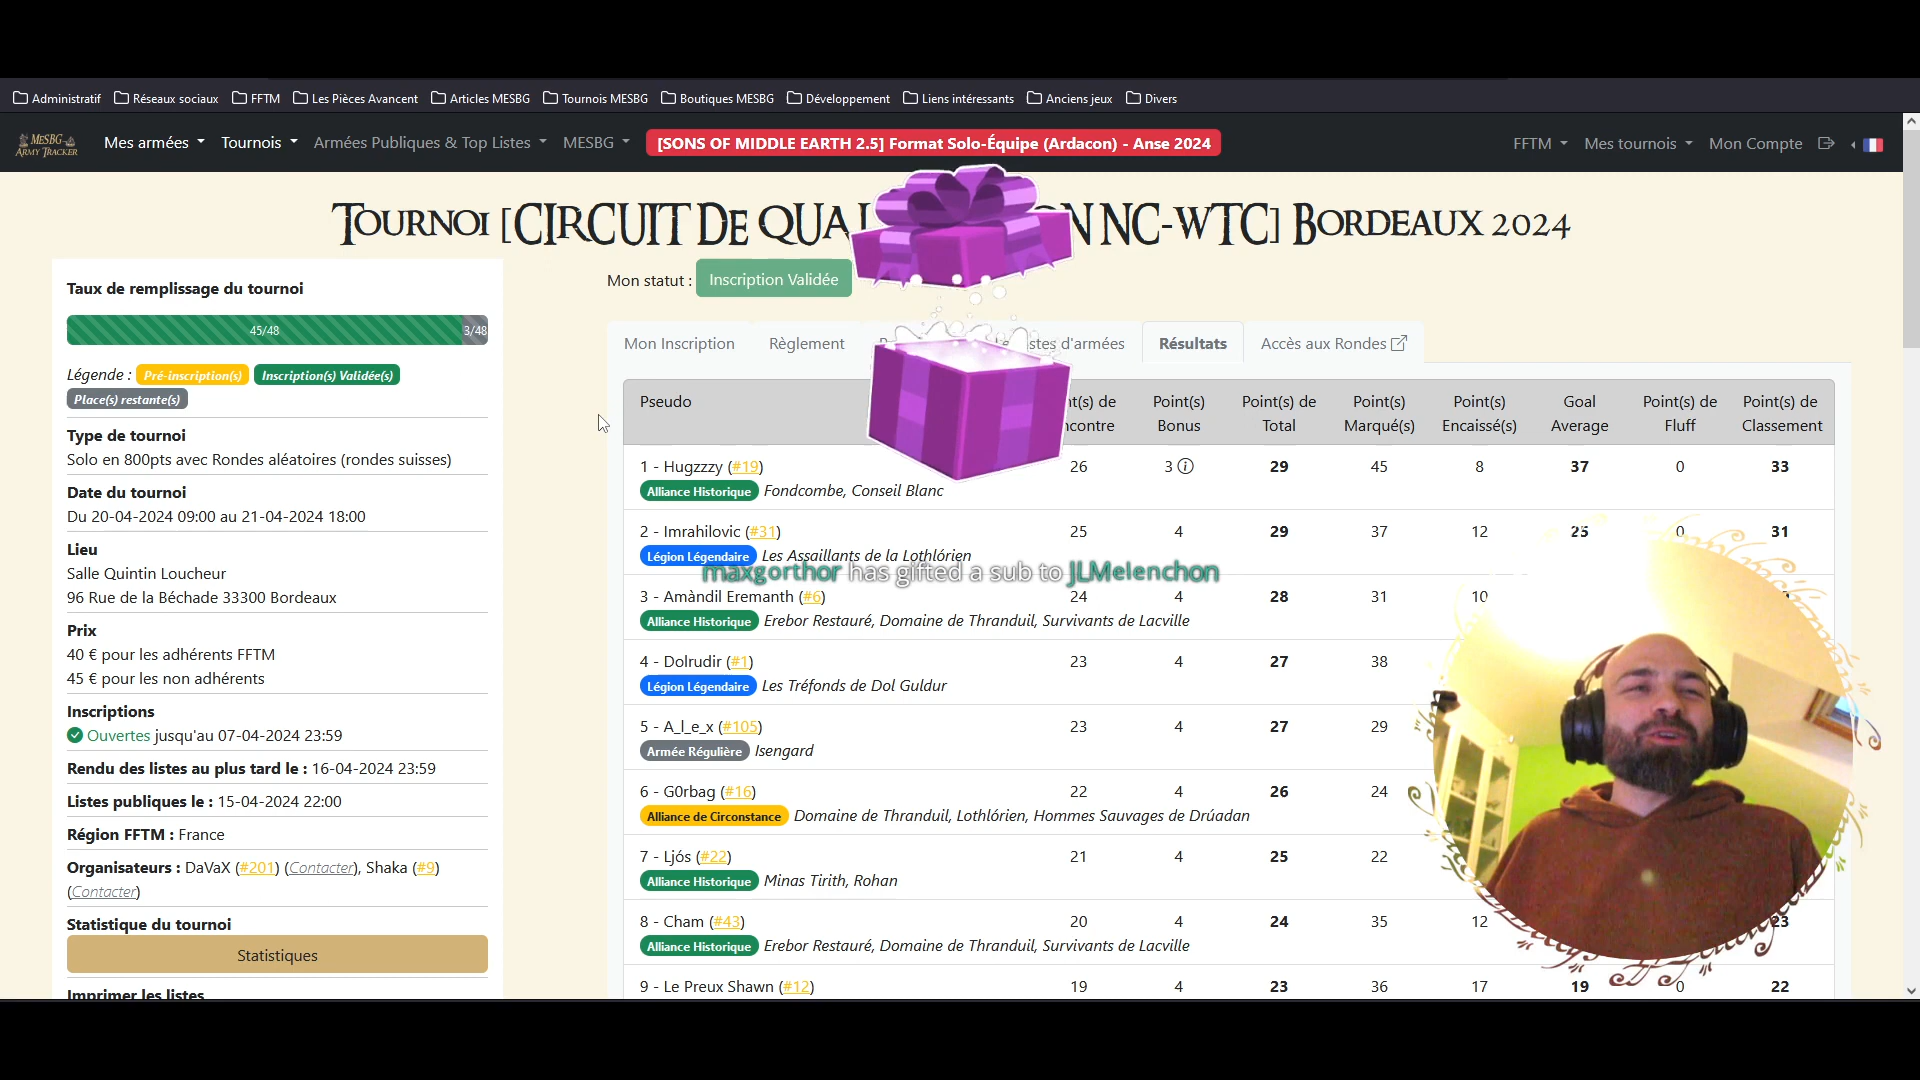 Administratif Réseaux sociaux FFTM Les Pièces Avancent Articles MESBG Tournois MESBG Boutiques MESBG Développement Liens intéressants Anciens jeux Divers
MESBG
ARMY TRACKER
Mes armées Tournois Armées Publiques & Top Listes MESBG [SONS OF MIDDLE EARTH 2.5] Format Solo-Équipe (Ardacon) - Anse 2024 FFTM Mes tournois Mon Compte
Tournoi [CIRCUIT De QUAL N NC-WTC] Bordeaux 2024
Taux de remplissage du tournoi
45/48 3/48
Légende : Pré-inscription(s) Inscription(s) Validée(s)
Place(s) restante(s)
Type de tournoi
Solo en 800pts avec Rondes aléatoires (rondes suisses)
Date du tournoi
Du 20-04-2024 09:00 au 21-04-2024 18:00
Lieu
Salle Quintin Loucheur
96 Rue de la Béchade 33300 Bordeaux
Prix
40 € pour les adhérents FFTM
45 € pour les non adhérents
Inscriptions
Ouvertes jusqu'au 07-04-2024 23:59
Rendu des listes au plus tard le : 16-04-2024 23:59
Listes publiques le : 15-04-2024 22:00
Région FFTM : France
Organisateurs : DaVaX (#201) (Contacter), Shaka (#9)
(Contacter)
Statistique du tournoi
Statistiques
Imprimer les listes
Mon statut : Inscription Validée
Mon Inscription Règlement istes d'armées Résultats Accès aux Rondes
Pseudo nt(s) de Point(s) Point(s) de Point(s) Point(s) Goal Point(s) de Point(s) de
ncontre Bonus Total Marqué(s) Encaissé(s) Average Fluff Classement
1 - Hugzzzy (#19) 26 3 29 45 8 37 0 33
Alliance Historique Fondcombe, Conseil Blanc
2 - Imrahilovic (#31) 25 4 29 37 12 25 0 31
Légion Légendaire Les Assaillants de la Lothlórien
maxgorthor has gifted a sub to JLMelenchon
3 - Amàndil Eremanth (#6) 24 4 28 31 10
Alliance Historique Erebor Restauré, Domaine de Thranduil, Survivants de Lacville
4 - Dolrudir (#1) 23 4 27 38
Légion Légendaire Les Tréfonds de Dol Guldur
5 - A_l_e_x (#105) 23 4 27 29
Armée Régulière Isengard
6 - G0rbag (#16) 22 4 26 24
Alliance de Circonstance Domaine de Thranduil, Lothlórien, Hommes Sauvages de Drúadan
7 - Ljós (#22) 21 4 25 22
Alliance Historique Minas Tirith, Rohan
8 - Cham (#43) 20 4 24 35 12 23
Alliance Historique Erebor Restauré, Domaine de Thranduil, Survivants de Lacville
9 - Le Preux Shawn (#12) 19 4 23 36 17 19 0 22